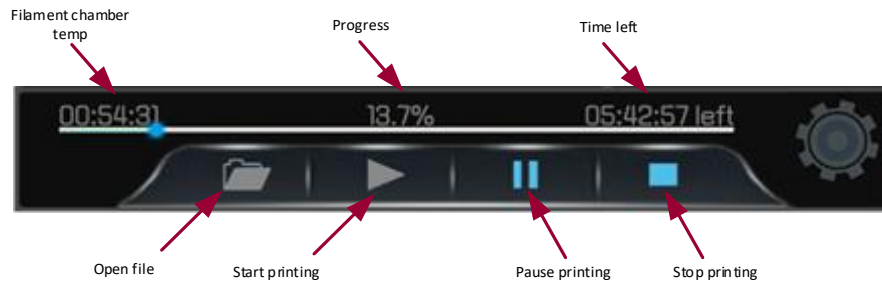 Filament chamber
temp
Progress
Time left
00:54:31
13.7%
05:42:57 left
Open file
Start printing
Pause printing
Stop printing